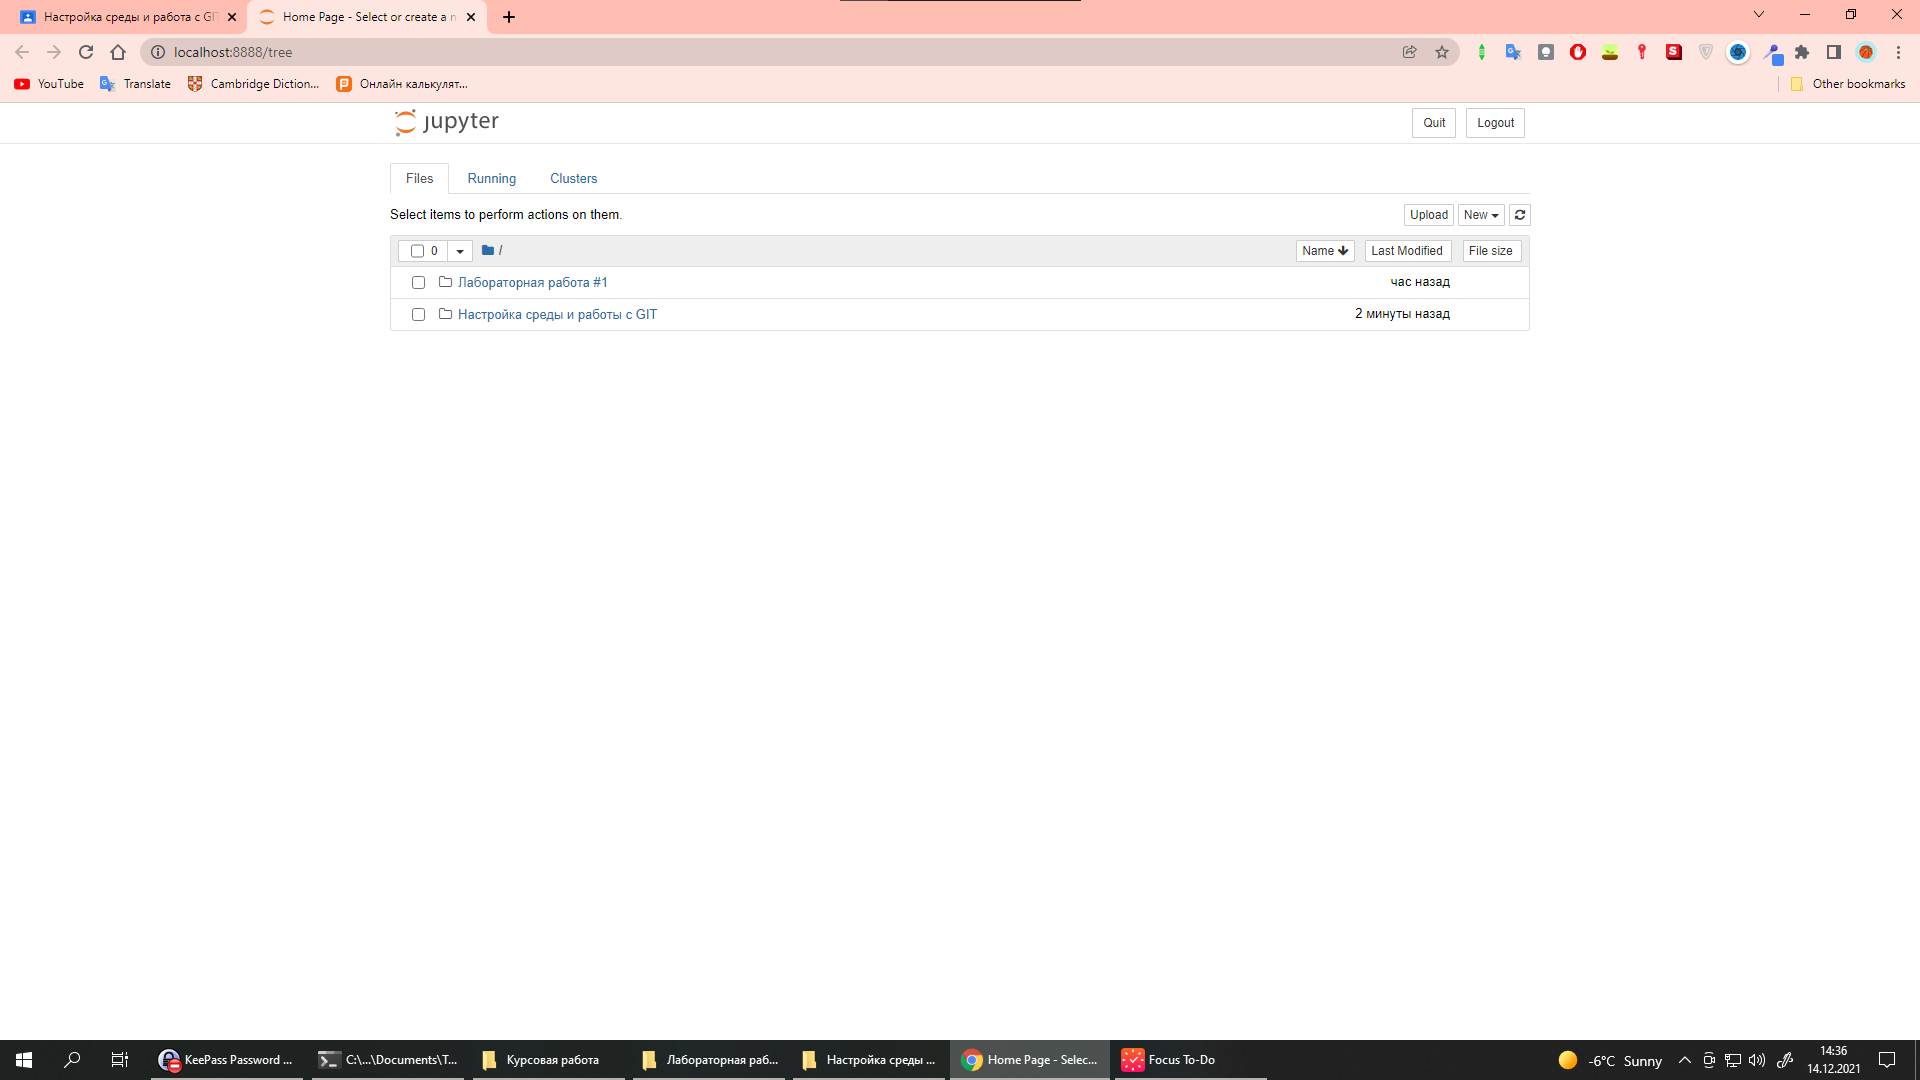 Настройка среды и работа с GI
Home Page - Select or create a n
localhost:8888/tree
YouTube
Translate
Cambridge Diction...
Онлайн калькулят...
Other bookmarks
jupyter
Quit
Logout
Files
Running
Clusters
Select items to perform actions on them.
Upload
New
0
/
Name
Last Modified
File size
Лабораторная работа #1
час назад
Настройка среды и работы с GIT
2 минуты назад
KeePass Password ...
C:\...\Documents\T...
Курсовая работа
Лабораторная раб...
Настройка среды ...
Home Page - Selec...
Focus To-Do
-6°C Sunny
14:36
14.12.2021